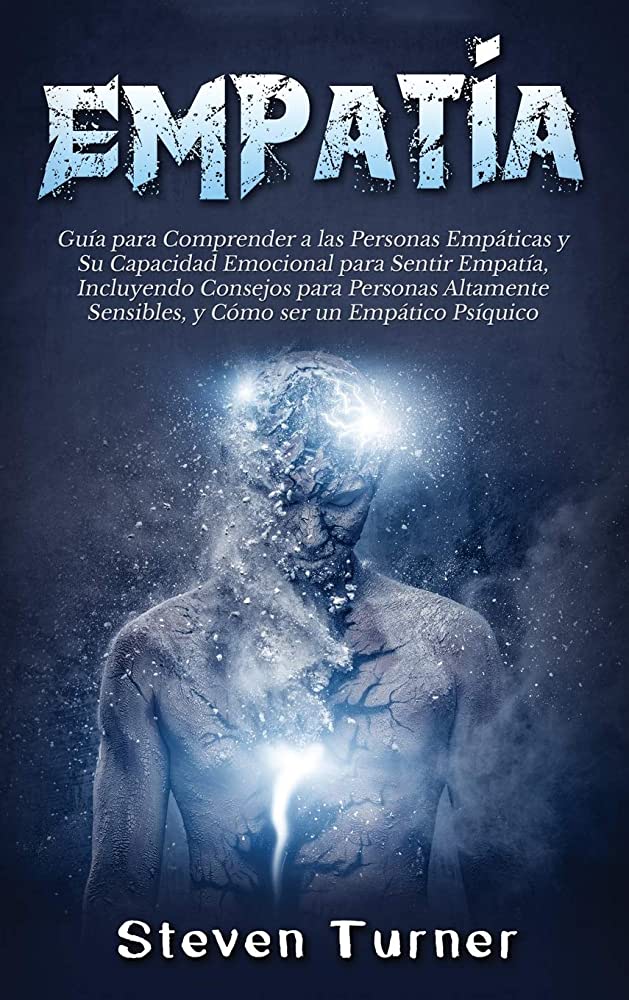 EMPATÍA
Guía para Comprender a las Personas Empáticas y
Su Capacidad Emocional para Sentir Empatía,
Incluyendo Consejos para Personas Altamente
Sensibles, y Cómo ser un Empático Psíquico
Steven Turner